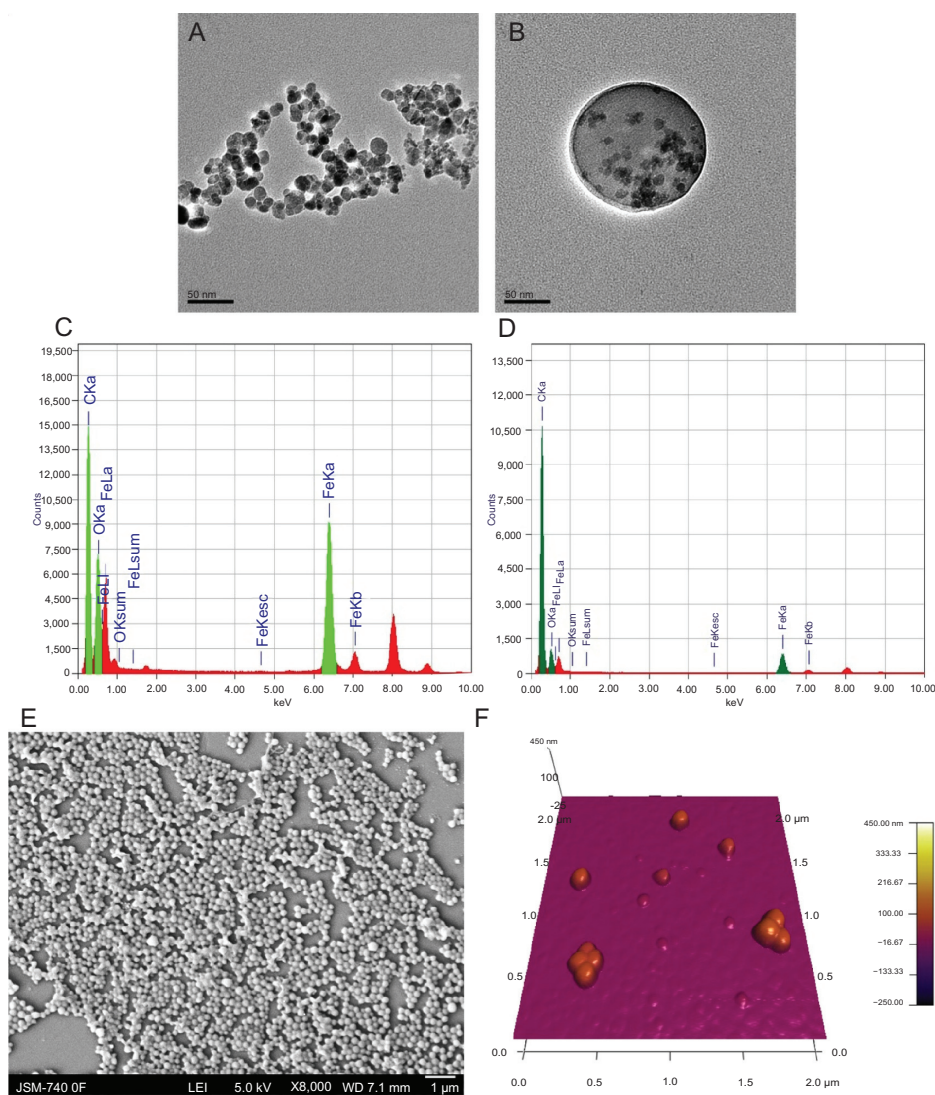 A
B
50 nm
50 nm
C
D
19,500
18,000
16,500
15,000
13,500
12,000
10,500
9,000
7,500
6,000
4,500
3,000
1,500
0.00
Counts
CKa
OKa
FeLl
FeLa
OKsum
FeLsum
FeKesc
FeKa
FeKb
0.00 1.00 2.00 3.00 4.00 5.00 6.00 7.00 8.00 9.00 10.00
keV
13,500
12,000
10,500
9,000
7,500
6,000
4,500
3,000
1,500
0.00
Counts
CKa
OKa
FeLl
FeLa
OKsum
FeLsum
FeKesc
FeKa
FeKb
0.00 1.00 2.00 3.00 4.00 5.00 6.00 7.00 8.00 9.00 10.00
keV
E
F
JSM-740 0F LEI 5.0 kV X8,000 WD 7.1 mm 1 µm
450 nm
100
-25
2.0 µm
2.0 µm
1.5
1.5
1.0
1.0
0.5
0.5
0.0
0.0
0.0 0.5 1.0 1.5 2.0 µm
450.00 nm
333.33
216.67
100.00
−16.67
−133.33
−250.00